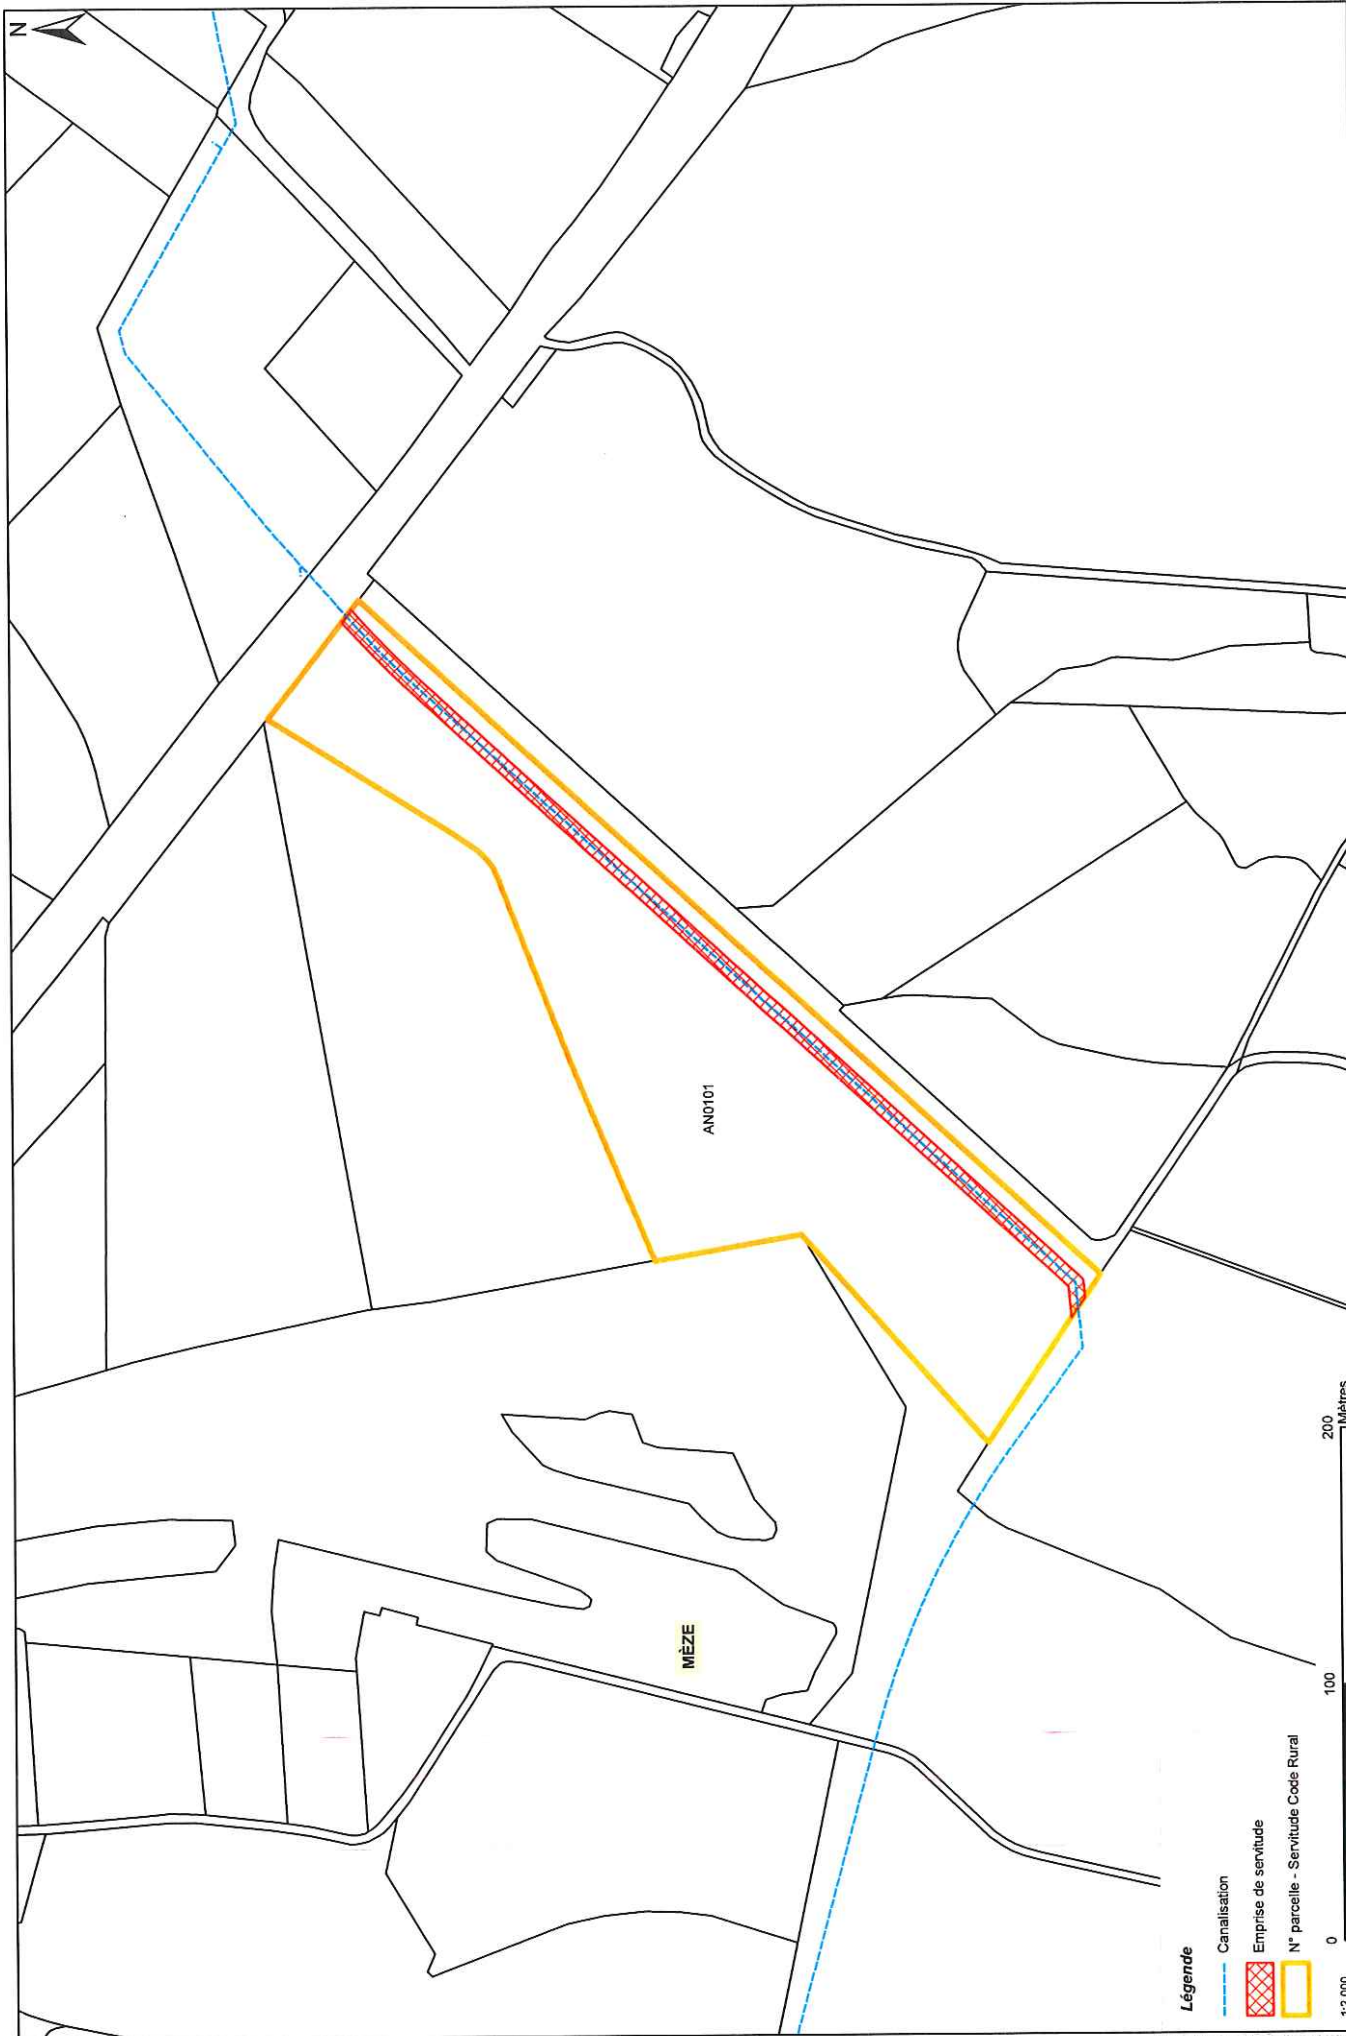 N
AN0101
MÈZE
Légende
Canalisation
Emprise de servitude
N° parcelle - Servitude Code Rural
0 100 200
Mètres